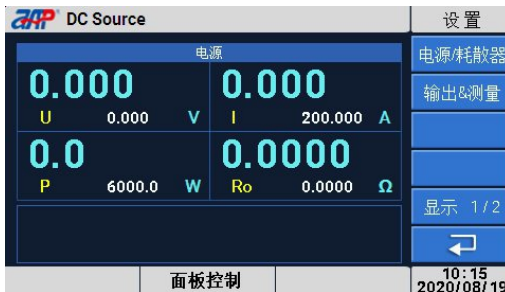 AAP DC Source
设置
电源
电源/耗散器
0.000 0.000
U 0.000 V I 200.000 A
输出&测量
0.0 0.0000
P 6000.0 W Ro 0.0000 Ω
显示 1/2
面板控制
10:15
2020/08/19